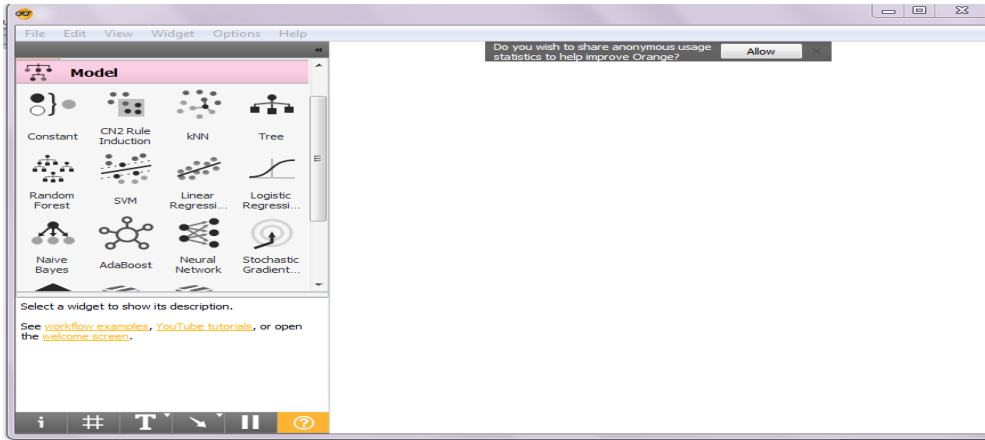 File Edit View Widget Options Help
Do you wish to share anonymous usage
statistics to help improve Orange?
Allow
Model
Constant
CN2 Rule
Induction
kNN
Tree
Random
Forest
SVM
Linear
Regressi...
Logistic
Regressi...
Naive
Bayes
AdaBoost
Neural
Network
Stochastic
Gradient...
Select a widget to show its description.
See workflow examples, YouTube tutorials, or open
the welcome screen.
i # T ?